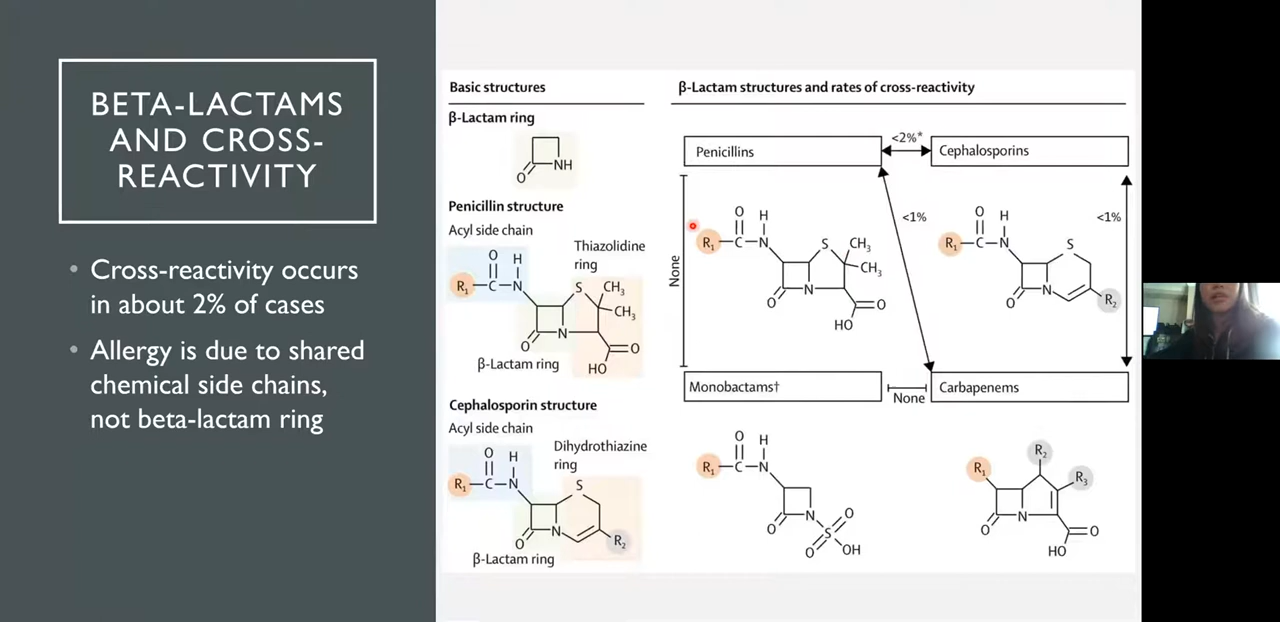 BETA-LACTAMS
AND CROSS-
REACTIVITY
• Cross-reactivity occurs
in about 2% of cases
• Allergy is due to shared
chemical side chains,
not beta-lactam ring
Basic structures
β-Lactam ring
NH
O
Penicillin structure
Acyl side chain
Thiazolidine
ring
O H
R₁ C N
S CH₃
CH₃
N
O
O
HO
β-Lactam ring
Cephalosporin structure
Acyl side chain
Dihydrothiazine
ring
O H
R₁ C N
S
N
O
R₂
β-Lactam ring
β-Lactam structures and rates of cross-reactivity
Penicillins
<2%*
Cephalosporins
None
<1%
<1%
O H
R₁ C N
S CH₃
CH₃
N
O
O
HO
O H
R₁ C N
S
N
O
R₂
Monobactams†
None
Carbapenems
O H
R₁ C N
O
N
O
S
O
OH
R₂
R₁
R₃
O
N
O
HO